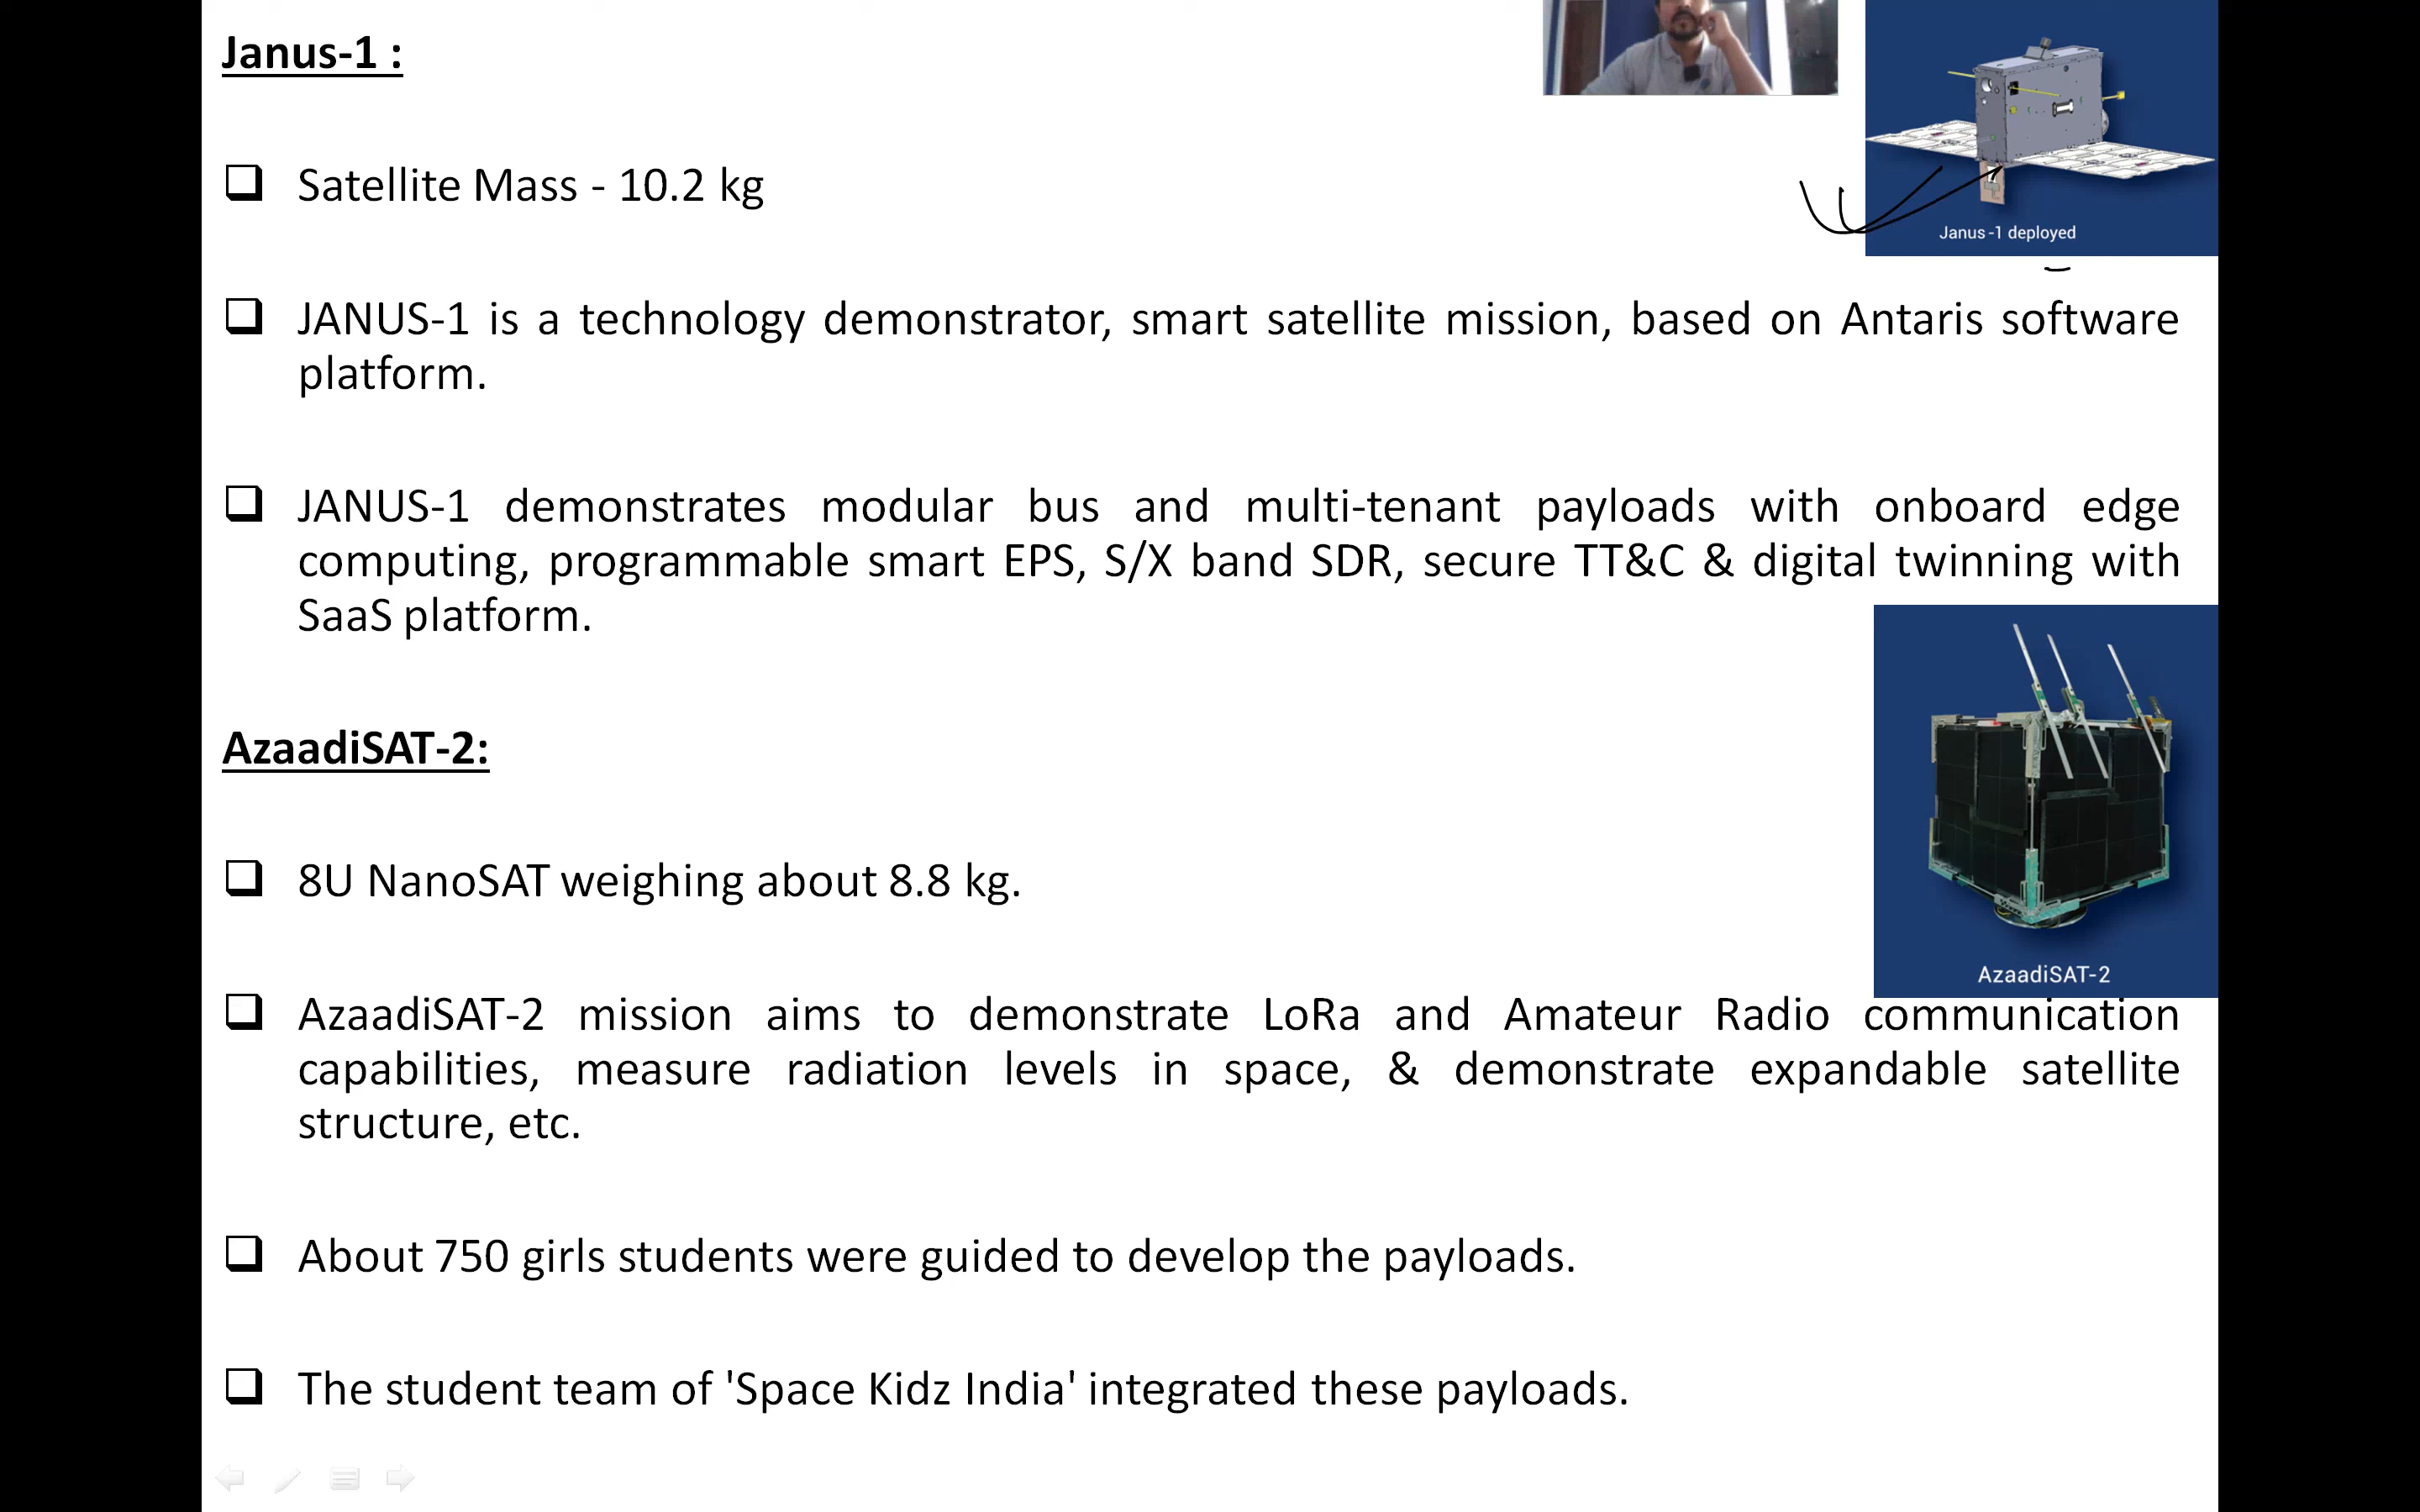 Janus-1 :
Satellite Mass - 10.2 kg
Janus -1 deployed
JANUS-1 is a technology demonstrator, smart satellite mission, based on Antaris software
platform.
JANUS-1 demonstrates modular bus and multi-tenant payloads with onboard edge
computing, programmable smart EPS, S/X band SDR, secure TT&C & digital twinning with
SaaS platform.
AzaadiSAT-2:
8U NanoSAT weighing about 8.8 kg.
AzaadiSAT-2
AzaadiSAT-2 mission aims to demonstrate LoRa and Amateur Radio communication
capabilities, measure radiation levels in space, & demonstrate expandable satellite
structure, etc.
About 750 girls students were guided to develop the payloads.
The student team of 'Space Kidz India' integrated these payloads.